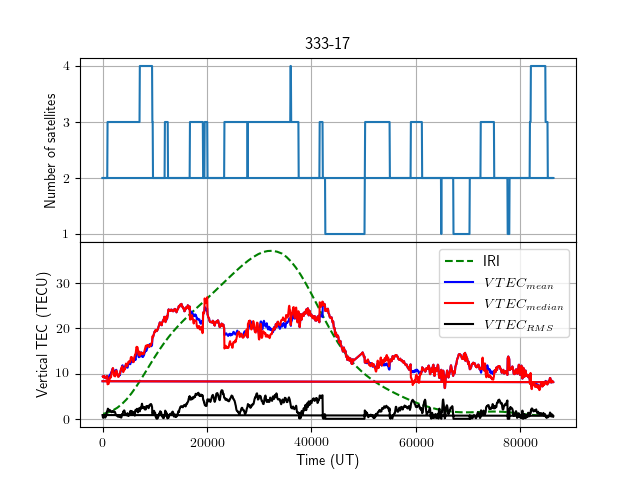 333-17
Number of satellites
4
3
2
1
Vertical TEC (TECU)
30
20
10
0
IRI
VTEC_mean
VTEC_median
VTEC_RMS
0 20000 40000 60000 80000
Time (UT)